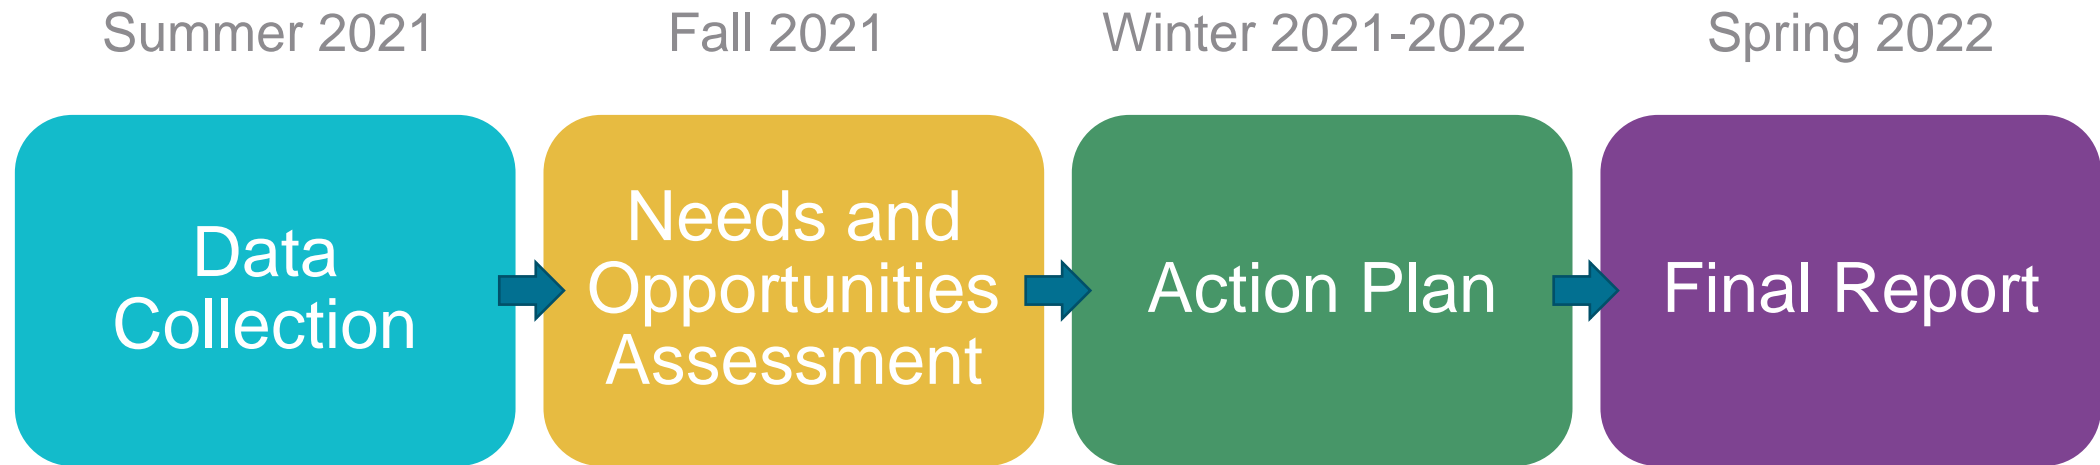 Summer 2021
Fall 2021
Winter 2021-2022
Spring 2022
Data
Collection
Needs and
Opportunities
Assessment
Action Plan
Final Report